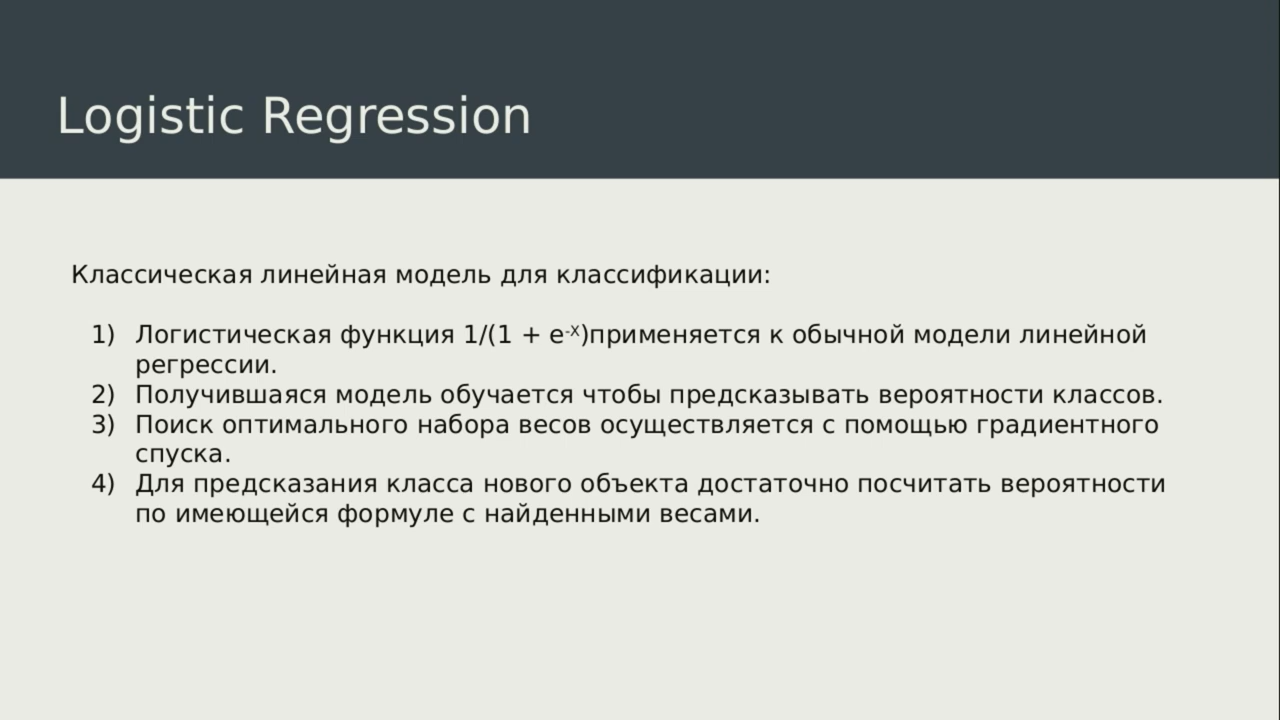 Logistic Regression
Классическая линейная модель для классификации:
1) Логистическая функция 1/(1 + e⁻ˣ)применяется к обычной модели линейной
регрессии.
2) Получившаяся модель обучается чтобы предсказывать вероятности классов.
3) Поиск оптимального набора весов осуществляется с помощью градиентного
спуска.
4) Для предсказания класса нового объекта достаточно посчитать вероятности
по имеющейся формуле с найденными весами.